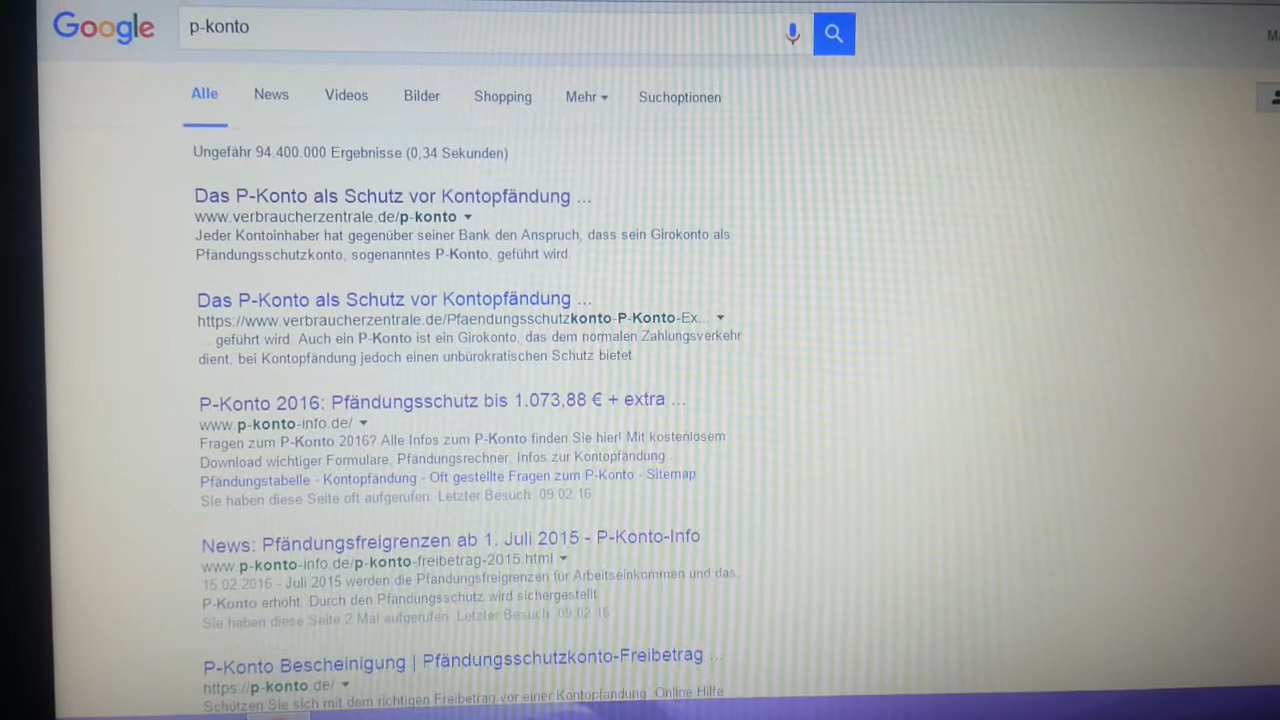 Google
p-konto
Alle News Videos Bilder Shopping Mehr Suchoptionen
Ungefähr 94.400.000 Ergebnisse (0,34 Sekunden)
Das P-Konto als Schutz vor Kontopfändung ...
www.verbraucherzentrale.de/p-konto
Jeder Kontoinhaber hat gegenüber seiner Bank den Anspruch, dass sein Girokonto als
Pfändungsschutzkonto, sogenanntes P-Konto, geführt wird.
Das P-Konto als Schutz vor Kontopfändung ...
https://www.verbraucherzentrale.de/Pfaendungsschutzkonto-P-Konto-Ex...
geführt wird. Auch ein P-Konto ist ein Girokonto, das dem normalen Zahlungsverkehr
dient, bei Kontopfändung jedoch einen unbürokratischen Schutz bietet
P-Konto 2016: Pfändungsschutz bis 1.073,88 € + extra ...
www.p-konto-info.de/
Fragen zum P-Konto 2016? Alle Infos zum P-Konto finden Sie hier! Mit kostenlosem
Download wichtiger Formulare, Pfändungsrechner, Infos zur Kontopfändung
Pfändungstabelle - Kontopfändung - Oft gestellte Fragen zum P-Konto - Sitemap
Sie haben diese Seite oft aufgerufen. Letzter Besuch: 09.02.16
News: Pfändungsfreigrenzen ab 1. Juli 2015 - P-Konto-Info
www.p-konto-info.de/p-konto-freibetrag-2015.html
15.02.2016 - Juli 2015 werden die Pfändungsfreigrenzen für Arbeitseinkommen und das..
P-Konto erhöht. Durch den Pfändungsschutz wird sichergestellt
Sie haben diese Seite 2 Mal aufgerufen. Letzter Besuch: 09.02.16
P-Konto Bescheinigung | Pfändungsschutzkonto-Freibetrag ...
https://p-konto.de/
Schützen Sie sich mit dem richtigen Freibetrag vor einer Kontopfändung. Online Hilfe